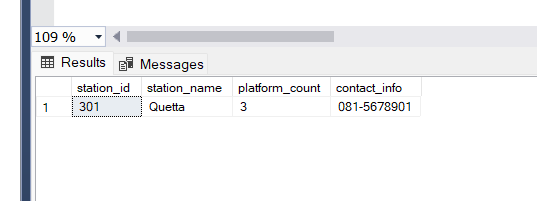 109 %
Results Messages
station_id station_name platform_count contact_info
1 301 Quetta 3 081-5678901